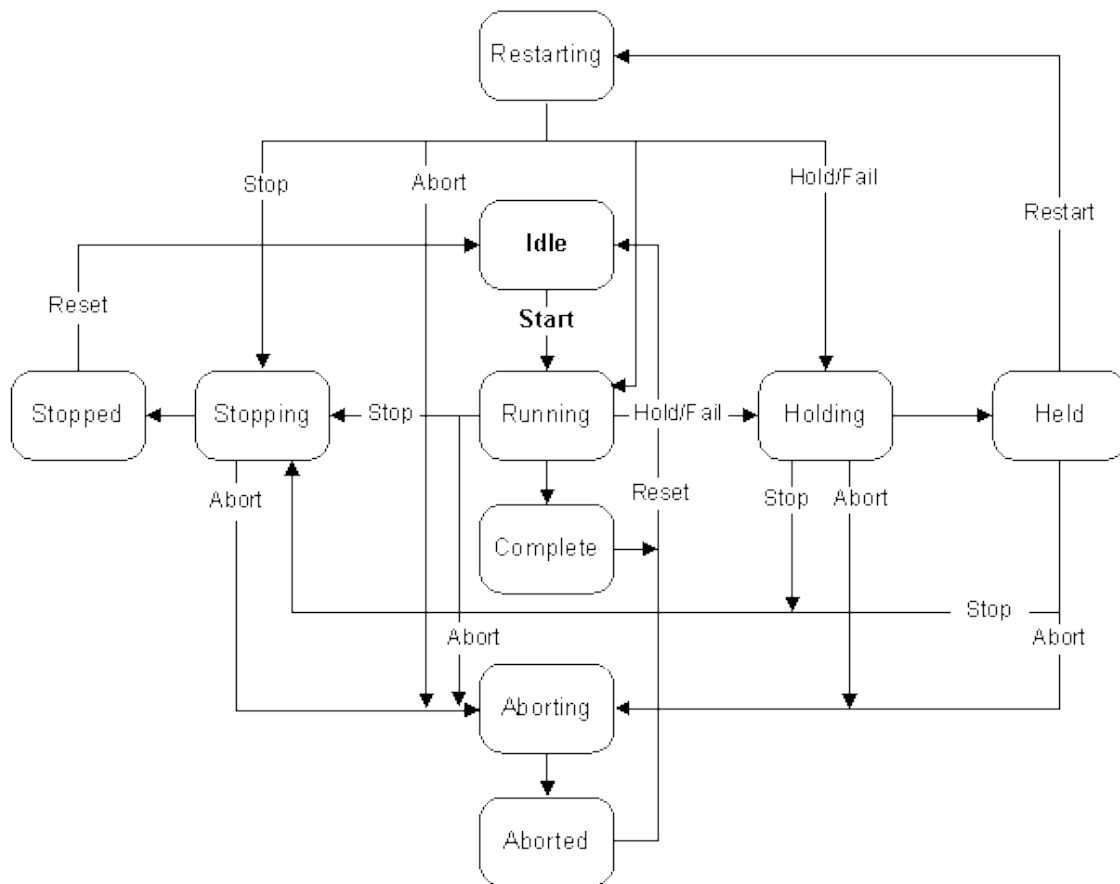 Restarting
Stop
Abort
Hold/Fail
Restart
Idle
Reset
Start
Stopped
Stopping
Stop
Running
Hold/Fail
Holding
Held
Abort
Reset
Stop
Abort
Complete
Stop
Abort
Abort
Aborting
Aborted